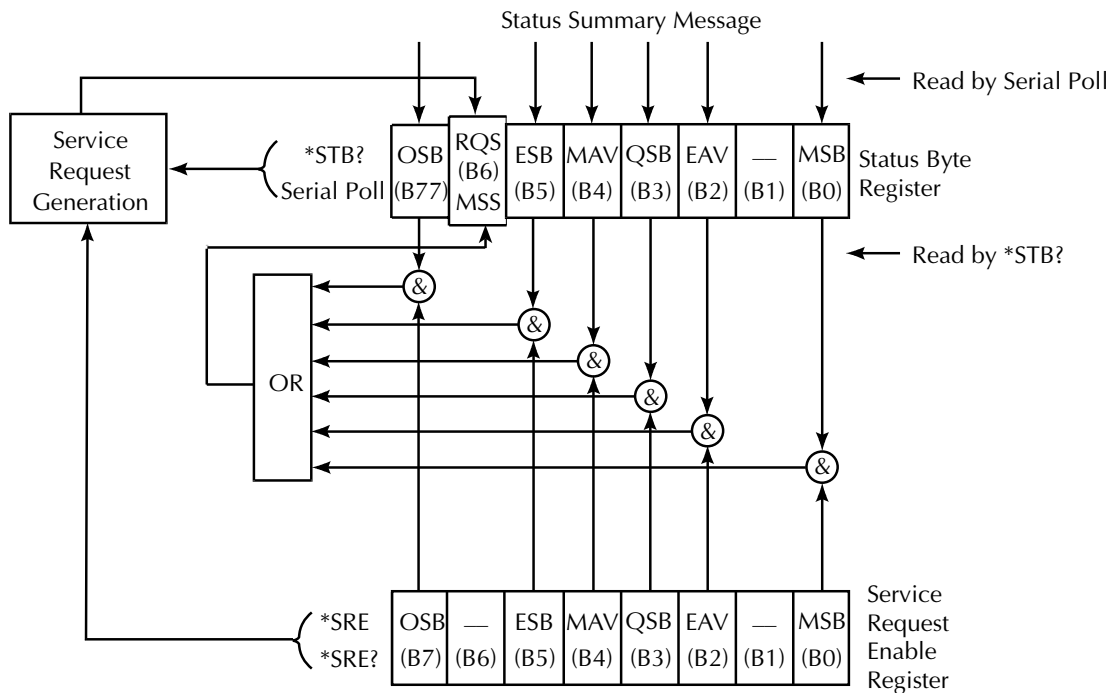 Status Summary Message
Read by Serial Poll
Service
Request
Generation
*STB?
Serial Poll
OSB
(B77)
RQS
(B6)
MSS
ESB
(B5)
MAV
(B4)
QSB
(B3)
EAV
(B2)
—
(B1)
MSB
(B0)
Status Byte
Register
Read by *STB?
&
&
&
&
&
&
OR
*SRE
*SRE?
OSB
(B7)
—
(B6)
ESB
(B5)
MAV
(B4)
QSB
(B3)
EAV
(B2)
—
(B1)
MSB
(B0)
Service
Request
Enable
Register